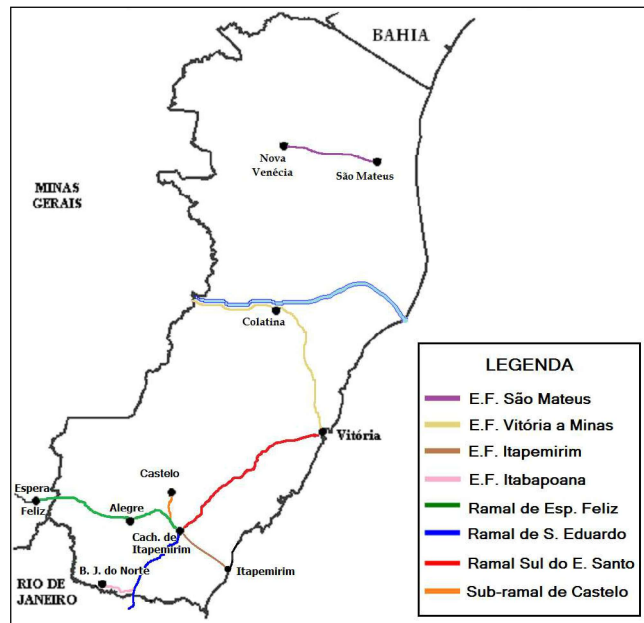 BAHIA
Nova
Venécia
São Mateus
MINAS
GERAIS
Colatina
Vitória
Castelo
Espera
Feliz
Alegre
Cach. de
Itapemirim
B. J. do Norte
Itapemirim
RIO DE
JANEIRO
LEGENDA
E.F. São Mateus
E.F. Vitória a Minas
E.F. Itapemirim
E.F. Itabapoana
Ramal de Esp. Feliz
Ramal de S. Eduardo
Ramal Sul do E. Santo
Sub-ramal de Castelo